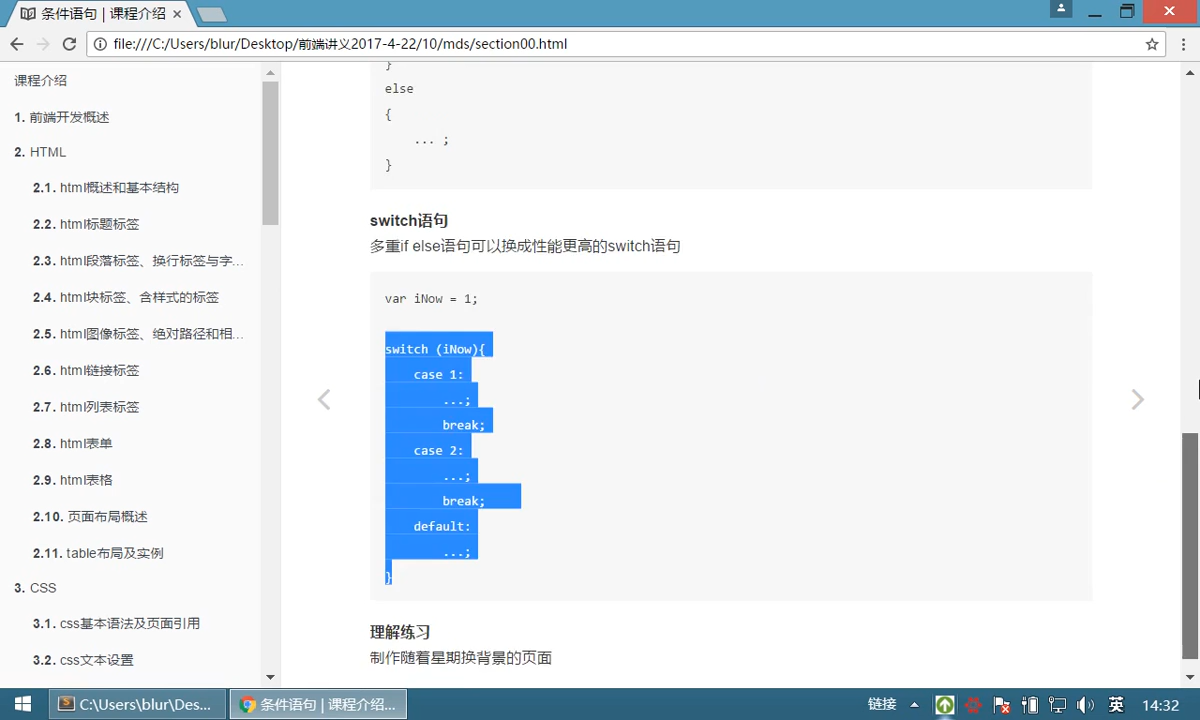 条件语句 | 课程介绍
file:///C:/Users/blur/Desktop/前端讲义2017-4-22/10/mds/section00.html
课程介绍
1. 前端开发概述
2. HTML
2.1. html概述和基本结构
2.2. html标题标签
2.3. html段落标签、换行标签与字...
2.4. html块标签、含样式的标签
2.5. html图像标签、绝对路径和相...
2.6. html链接标签
2.7. html列表标签
2.8. html表单
2.9. html表格
2.10. 页面布局概述
2.11. table布局及实例
3. CSS
3.1. css基本语法及页面引用
3.2. css文本设置
}
else
{
... ;
}
switch语句
多重if else语句可以换成性能更高的switch语句
var iNow = 1;
switch (iNow){
case 1:
...;
break;
case 2:
...;
break;
default:
...;
}
理解练习
制作随着星期换背景的页面
C:\Users\blur\Des...
条件语句 | 课程介绍...
链接
英
14:32